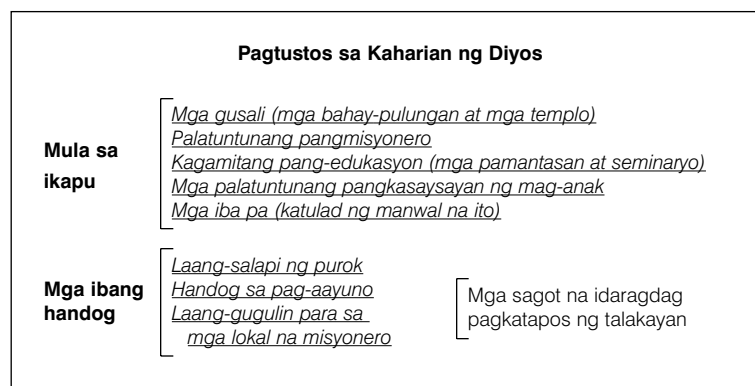 Pagtustos sa Kaharian ng Diyos
Mula sa
ikapu
Mga gusali (mga bahay-pulungan at mga templo)
Palatuntunang pangmisyonero
Kagamitang pang-edukasyon (mga pamantasan at seminaryo)
Mga palatuntunang pangkasaysayan ng mag-anak
Mga iba pa (katulad ng manwal na ito)
Mga ibang
handog
Laang-salapi ng purok
Handog sa pag-aayuno
Laang-gugulin para sa
mga lokal na misyonero
Mga sagot na idaragdag
pagkatapos ng talakayan